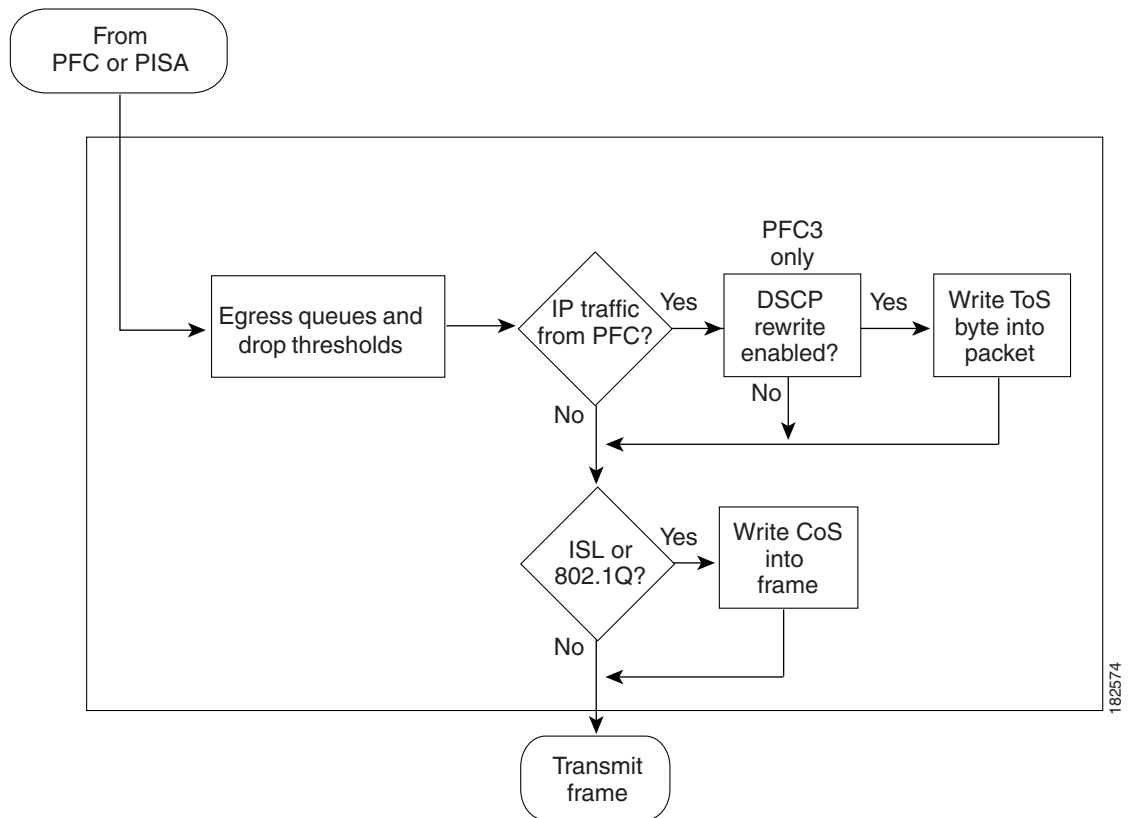 From
PFC or PISA
PFC3
only
Egress queues and
drop thresholds
IP traffic
from PFC?
Yes
DSCP
rewrite
enabled?
Yes
Write ToS
byte into
packet
No
No
ISL or
802.1Q?
Yes
Write CoS
into
frame
No
182574
Transmit
frame